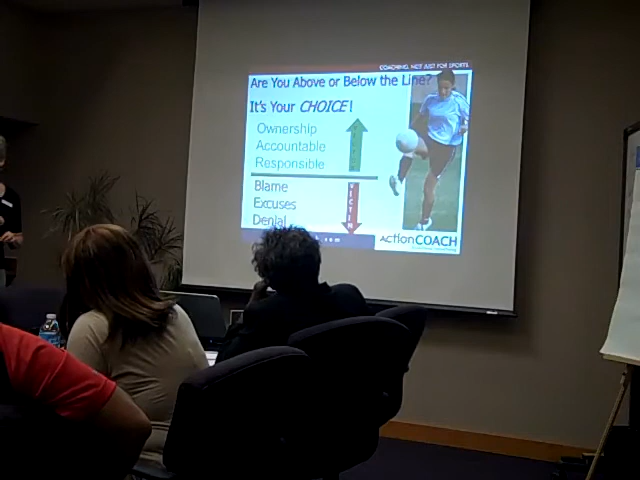 COACHING, NOT JUST FOR SPORTS.
Are You Above or Below the Line?
It's Your CHOICE!
Ownership
Accountable
Responsible
Blame
Excuses
Denial
VICTIM
ActionCOACH